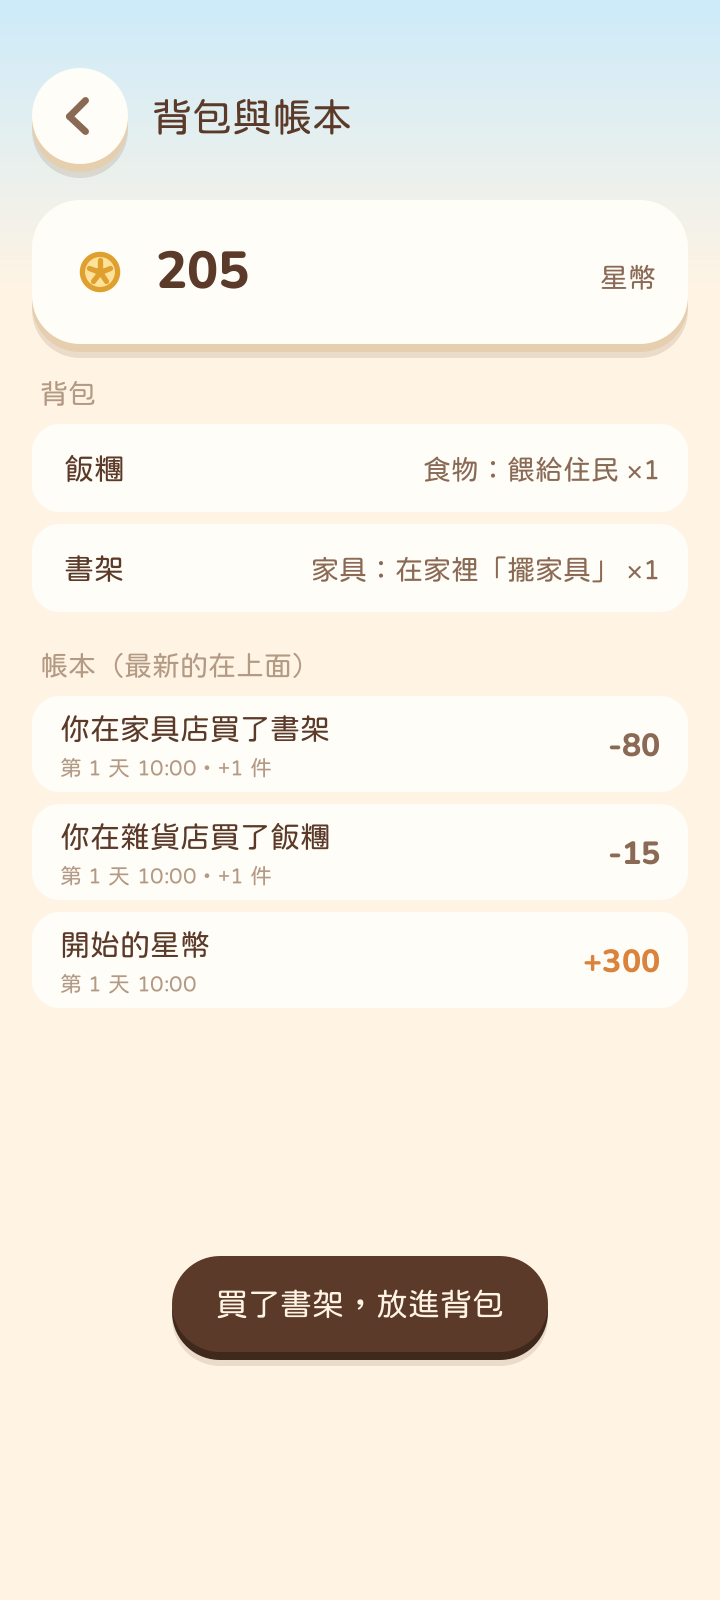 背包與帳本
205
星幣
背包
飯糰
食物：餵給住民 ×1
書架
家具：在家裡「擺家具」 ×1
帳本（最新的在上面）
你在家具店買了書架
第 1 天 10:00・+1 件
-80
你在雜貨店買了飯糰
第 1 天 10:00・+1 件
-15
開始的星幣
第 1 天 10:00
+300
買了書架，放進背包